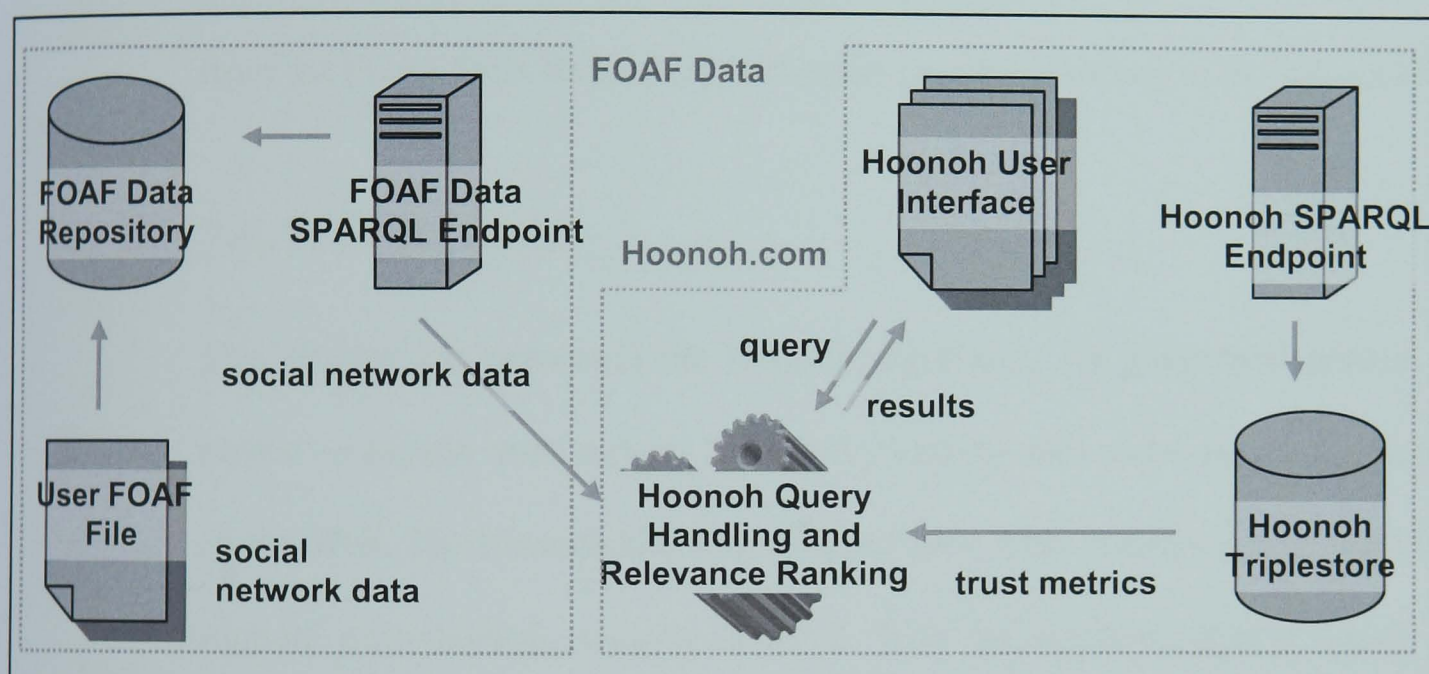 FOAF Data
FOAF Data
Repository
FOAF Data
SPARQL Endpoint
social network data
User FOAF
File
social
network data
Hoonoh.com
Hoonoh User
Interface
Hoonoh SPARQL
Endpoint
query
results
Hoonoh Query
Handling and
Relevance Ranking
trust metrics
Hoonoh
Triplestore